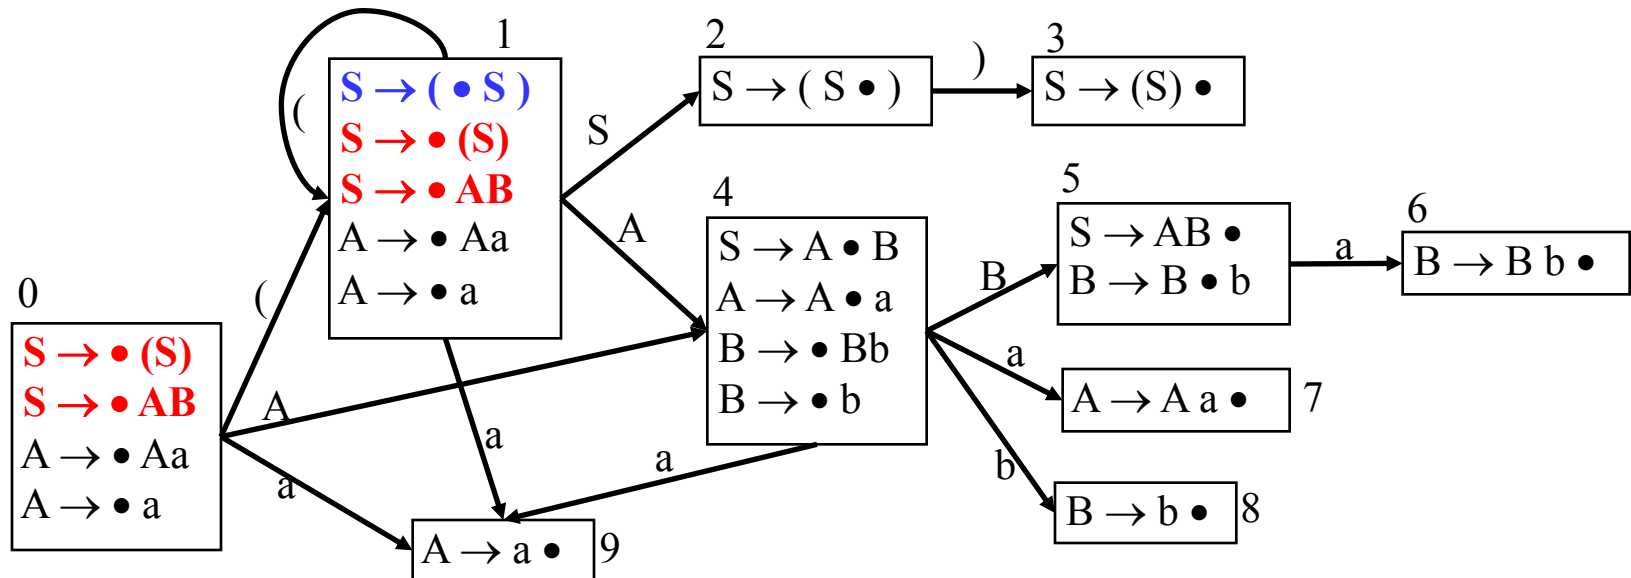 0
S → • (S)
S → • AB
A → • Aa
A → • a
(
A
a
(
1
S → ( • S )
S → • (S)
S → • AB
A → • Aa
A → • a
S
A
a
2
S → ( S • )
)
3
S → (S) •
4
S → A • B
A → A • a
B → • Bb
B → • b
B
a
b
a
5
S → AB •
B → B • b
a
6
B → B b •
A → A a •
7
B → b •
8
A → a •
9